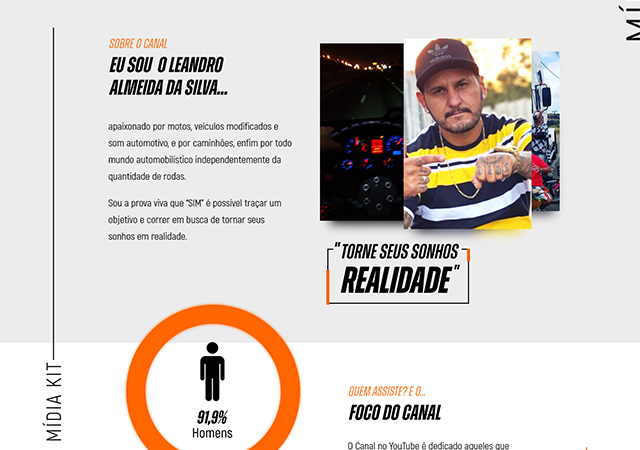 MÍ
SOBRE O CANAL
EU SOU O LEANDRO
ALMEIDA DA SILVA...
apaixonado por motos, veículos modificados e
som automotivo, e por caminhões, enfim por todo
mundo automobilístico independentemente da
quantidade de rodas.
Sou a prova viva que "SIM" é possível traçar um
objetivo e correr em busca de tornar seus
sonhos em realidade.
adidas
"TORNE SEUS SONHOS
REALIDADE"
MÍDIA KIT
91,9%
Homens
QUEM ASSISTE? E O...
FOCO DO CANAL
O Canal no YouTube é dedicado aqueles que